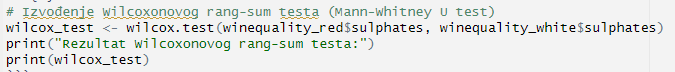 # Izvođenje Wilcoxonovog rang-sum testa (Mann-Whitney U test)
wilcox_test <- wilcox.test(winequality_red$sulphates, winequality_white$sulphates)
print("Rezultat Wilcoxonovog rang-sum testa:")
print(wilcox_test)